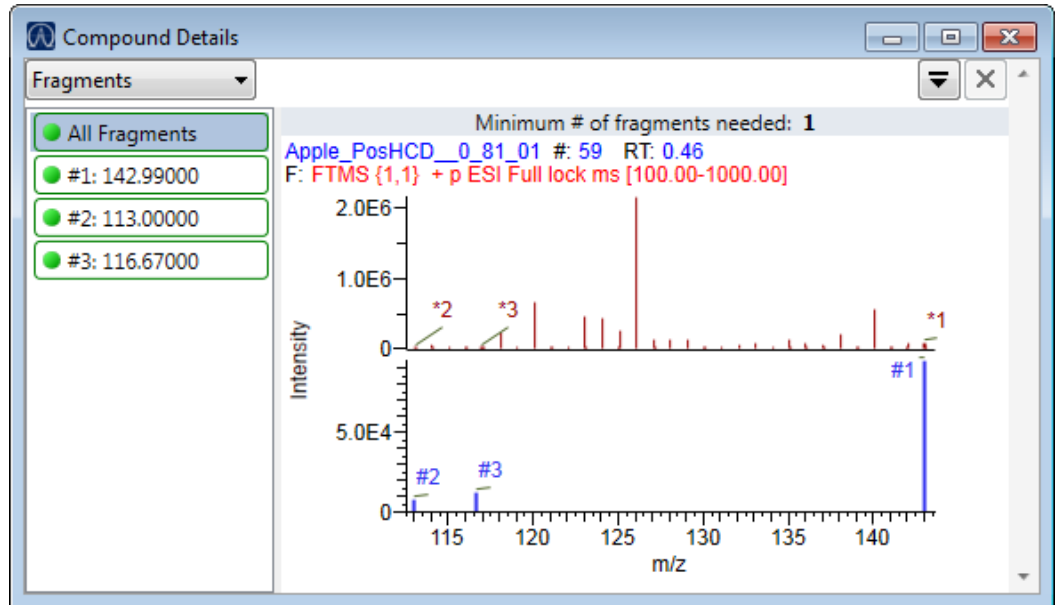 Compound Details
Fragments
All Fragments
#1: 142.99000
#2: 113.00000
#3: 116.67000
Minimum # of fragments needed: 1
Apple_PosHCD__0_81_01 #: 59 RT: 0.46
F: FTMS {1,1} + p ESI Full lock ms [100.00-1000.00]
2.0E6
1.0E6
0
*2
*3
*1
Intensity
5.0E4
0
#2
#3
#1
115 120 125 130 135 140
m/z